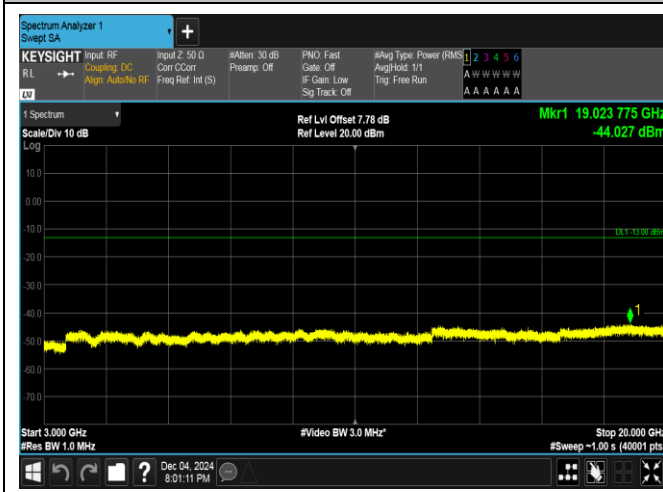 Spectrum Analyzer 1
Swept SA
+
KEYSIGHT
RL
LXI
Input: RF
Coupling: DC
Align: Auto/No RF
Input Z: 50 Ω
Corr CCorr
Freq Ref: Int (S)
#Atten: 30 dB
Preamp: Off
PNO: Fast
Gate: Off
IF Gain: Low
Sig Track: Off
#Avg Type: Power (RMS
Avg|Hold: 1/1
Trig: Free Run
1 2 3 4 5 6
A W W W W W
A A A A A A
1 Spectrum
Scale/Div 10 dB
Log
Ref Lvl Offset 7.78 dB
Ref Level 20.00 dBm
Mkr1 19.023 775 GHz
-44.027 dBm
10.0
0.00
-10.0
DL1 -13.00 dBm
-20.0
-30.0
-40.0
1
-50.0
-60.0
-70.0
Start 3.000 GHz
#Res BW 1.0 MHz
#Video BW 3.0 MHz*
Stop 20.000 GHz
#Sweep ~1.00 s (40001 pts
?
Dec 04, 2024
8:01:11 PM